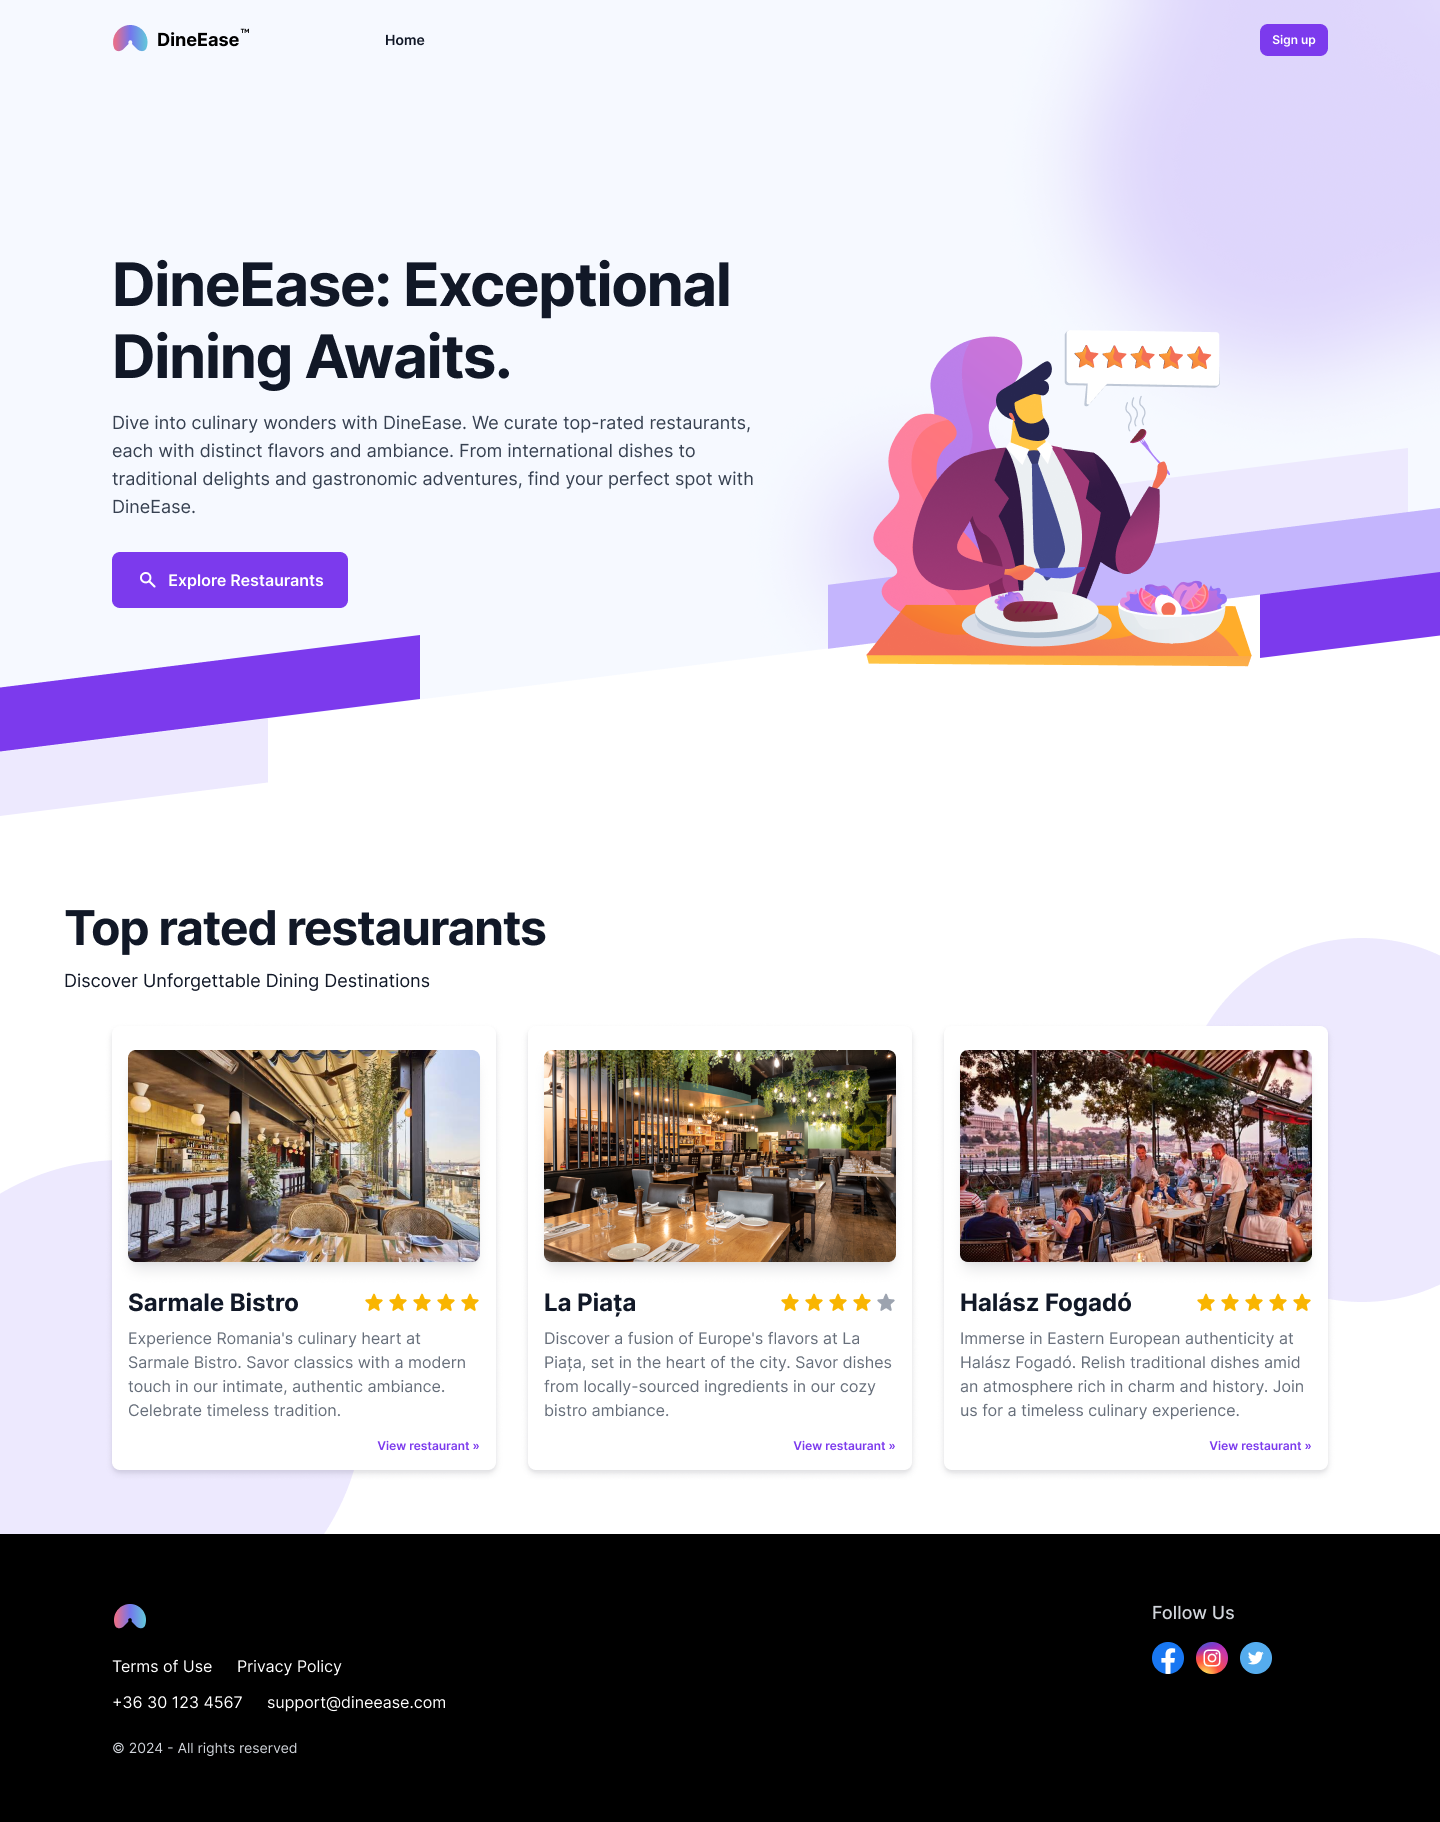 DineEase™
Home
Sign up
DineEase: Exceptional
Dining Awaits.
Dive into culinary wonders with DineEase. We curate top-rated restaurants,
each with distinct flavors and ambiance. From international dishes to
traditional delights and gastronomic adventures, find your perfect spot with
DineEase.
Explore Restaurants
Top rated restaurants
Discover Unforgettable Dining Destinations
Sarmale Bistro
Experience Romania's culinary heart at
Sarmale Bistro. Savor classics with a modern
touch in our intimate, authentic ambiance.
Celebrate timeless tradition.
View restaurant »
La Piața
Discover a fusion of Europe's flavors at La
Piața, set in the heart of the city. Savor dishes
from locally-sourced ingredients in our cozy
bistro ambiance.
View restaurant »
Halász Fogadó
Immerse in Eastern European authenticity at
Halász Fogadó. Relish traditional dishes amid
an atmosphere rich in charm and history. Join
us for a timeless culinary experience.
View restaurant »
Follow Us
Terms of Use Privacy Policy
+36 30 123 4567 support@dineease.com
© 2024 - All rights reserved